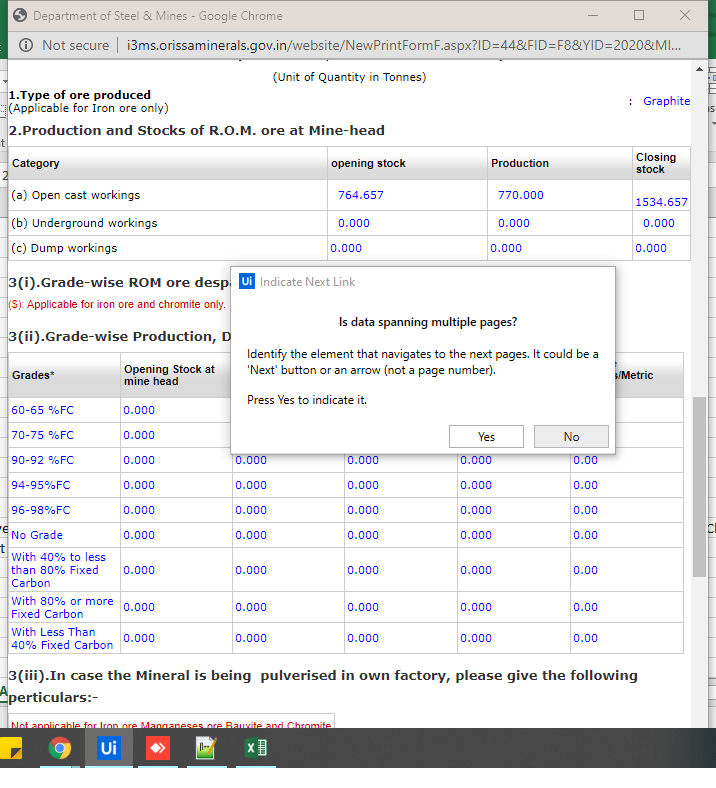 Department of Steel & Mines - Google Chrome
Not secure | i3ms.orissaminerals.gov.in/website/NewPrintFormF.aspx?ID=44&FID=F8&YID=2020&MI...
(Unit of Quantity in Tonnes)
1.Type of ore produced
(Applicable for Iron ore only)
: Graphite
2.Production and Stocks of R.O.M. ore at Mine-head
Category opening stock Production Closing stock
(a) Open cast workings 764.657 770.000 1534.657
(b) Underground workings 0.000 0.000 0.000
(c) Dump workings 0.000 0.000 0.000
3(i).Grade-wise ROM ore desp
($): Applicable for iron ore and chromite only.
3(ii).Grade-wise Production, D
Ui Indicate Next Link
Is data spanning multiple pages?
Identify the element that navigates to the next pages. It could be a
'Next' button or an arrow (not a page number).
Press Yes to indicate it.
Yes No
Grades* Opening Stock at mine head s/Metric
60-65 %FC 0.000
70-75 %FC 0.000
90-92 %FC 0.000 0.000 0.000 0.000 0.00
94-95%FC 0.000 0.000 0.000 0.000 0.00
96-98%FC 0.000 0.000 0.000 0.000 0.00
No Grade 0.000 0.000 0.000 0.000 0.00
With 40% to less
than 80% Fixed
Carbon
0.000 0.000 0.000 0.000 0.00
With 80% or more
Fixed Carbon
0.000 0.000 0.000 0.000 0.00
With Less Than
40% Fixed Carbon
0.000 0.000 0.000 0.000 0.00
3(iii).In case the Mineral is being pulverised in own factory, please give the following
perticulars:-
Not applicable for Iron ore Manganeses ore Bauxite and Chromite
Ui